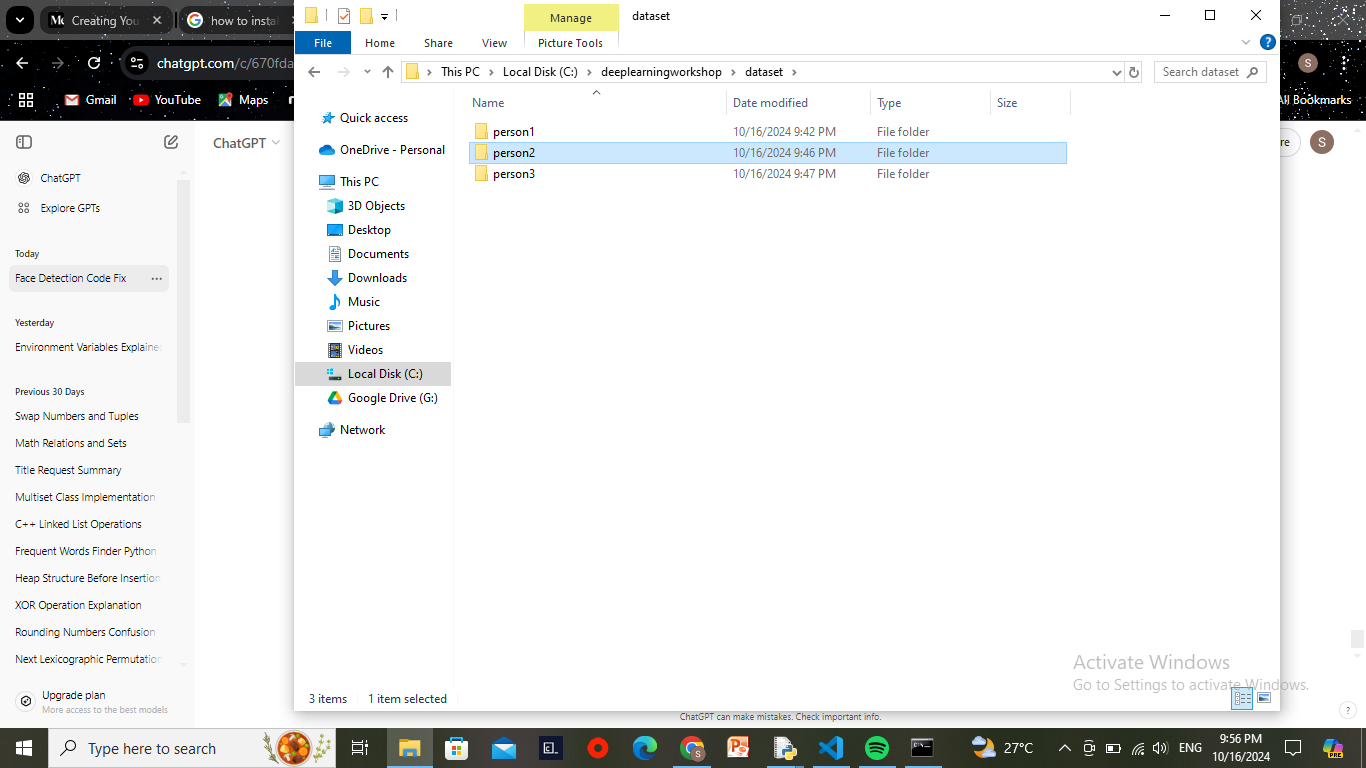 Creating You
how to instal
Manage
dataset
File
Home
Share
View
Picture Tools
chatgpt.com/c/670fda
This PC
Local Disk (C:)
deeplearningworkshop
dataset
Search dataset
S
Gmail
YouTube
Maps
All Bookmarks
Name
Date modified
Type
Size
ChatGPT
S
Quick access
OneDrive - Personal
This PC
3D Objects
Desktop
Documents
Downloads
Music
Pictures
Videos
Local Disk (C:)
Google Drive (G:)
Network
person1 10/16/2024 9:42 PM File folder
person2 10/16/2024 9:46 PM File folder
person3 10/16/2024 9:47 PM File folder
ChatGPT
Explore GPTs
Today
Face Detection Code Fix
Yesterday
Environment Variables Explaine
Previous 30 Days
Swap Numbers and Tuples
Math Relations and Sets
Title Request Summary
Multiset Class Implementation
C++ Linked List Operations
Frequent Words Finder Python
Heap Structure Before Insertion
XOR Operation Explanation
Rounding Numbers Confusion
Next Lexicographic Permutation
Upgrade plan
More access to the best models
Activate Windows
Go to Settings to activate Windows.
3 items
1 item selected
ChatGPT can make mistakes. Check important info.
?
Type here to search
27°C
ENG
9:56 PM
10/16/2024